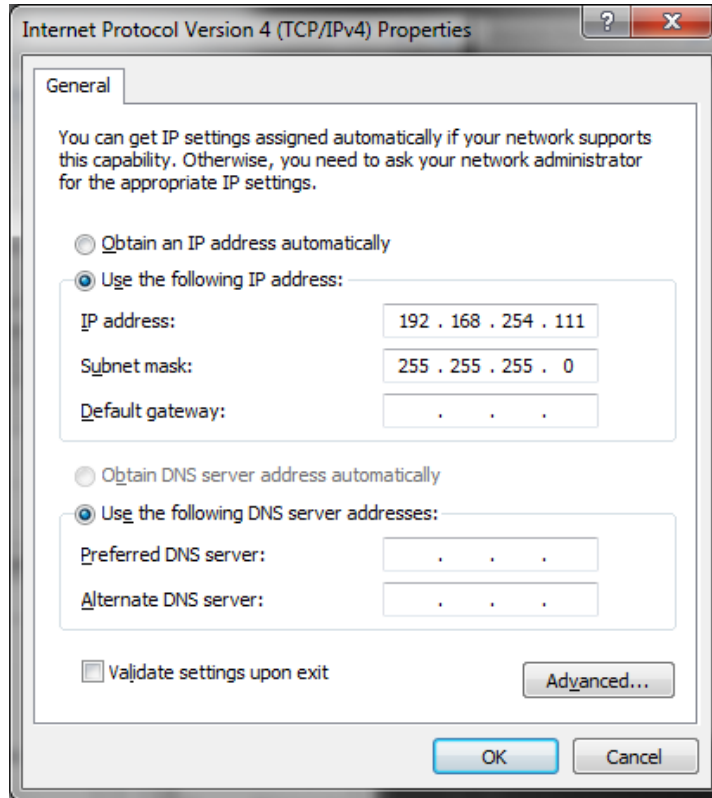 Internet Protocol Version 4 (TCP/IPv4) Properties
?
General
You can get IP settings assigned automatically if your network supports
this capability. Otherwise, you need to ask your network administrator
for the appropriate IP settings.
Obtain an IP address automatically
Use the following IP address:
IP address: 192 . 168 . 254 . 111
Subnet mask: 255 . 255 . 255 . 0
Default gateway: . . .
Obtain DNS server address automatically
Use the following DNS server addresses:
Preferred DNS server: . . .
Alternate DNS server: . . .
Validate settings upon exit
Advanced...
OK Cancel